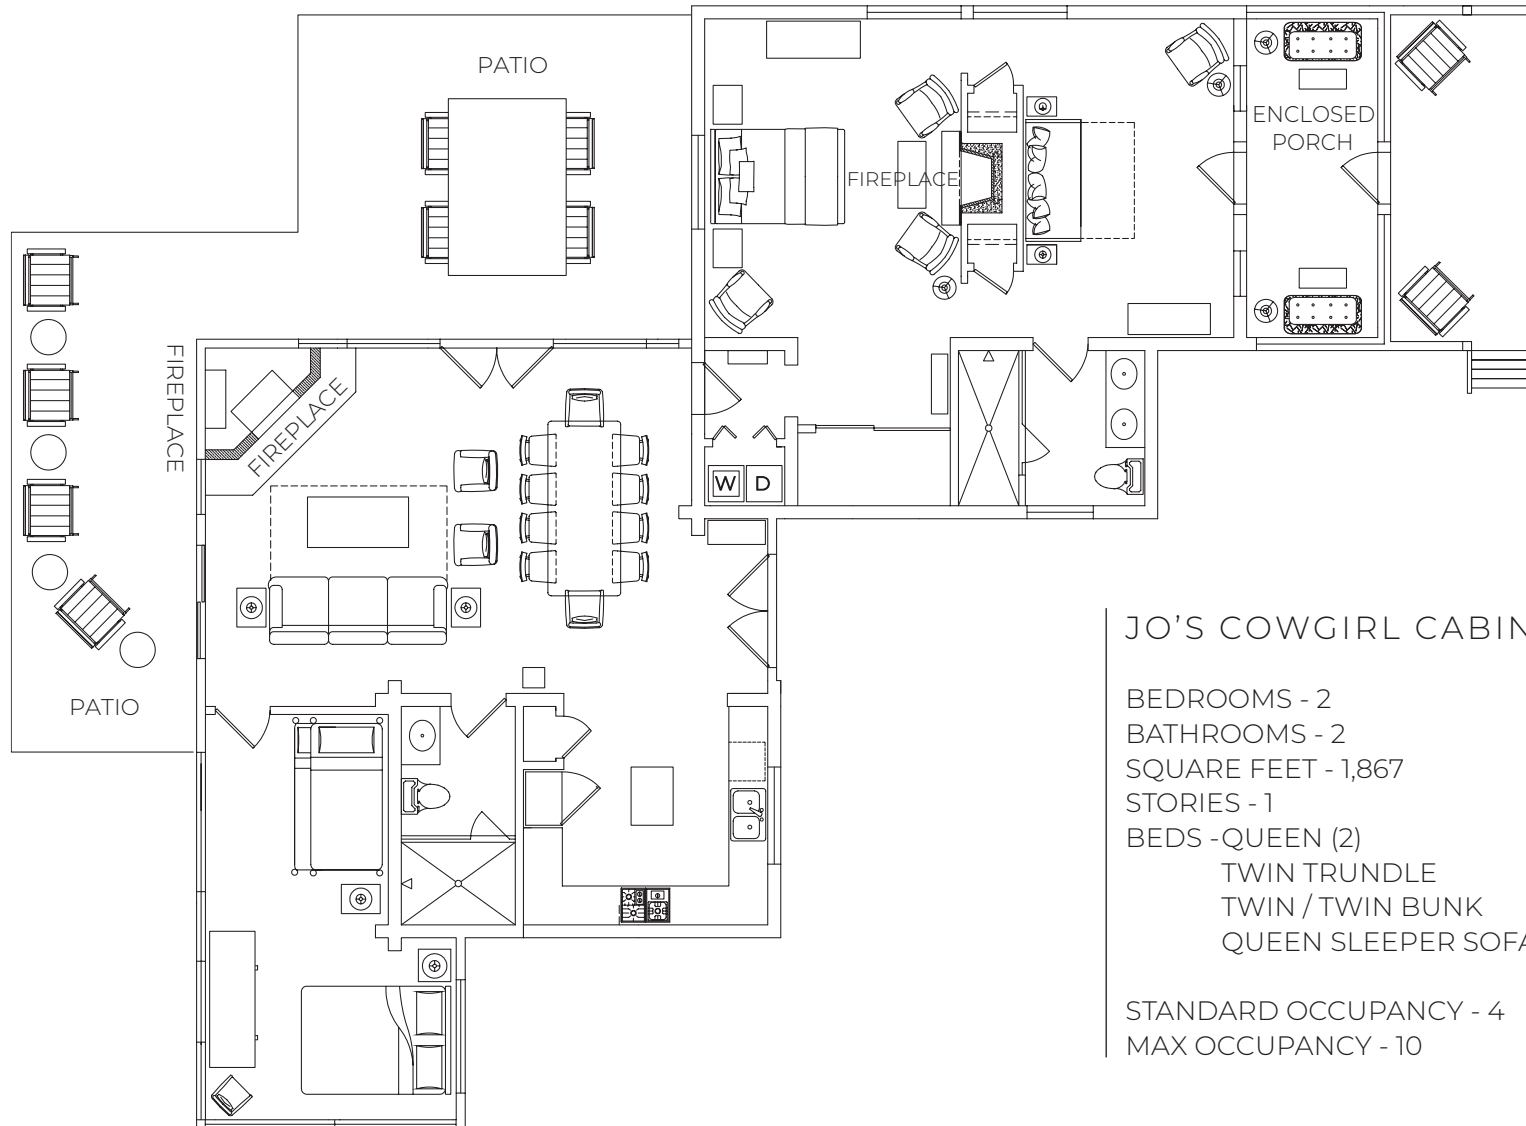 PATIO
ENCLOSED
PORCH
FIREPLACE
FIREPLACE
FIREPLACE
W D
PATIO
JO'S COWGIRL CABIN
BEDROOMS - 2
BATHROOMS - 2
SQUARE FEET - 1,867
STORIES - 1
BEDS -QUEEN (2)
TWIN TRUNDLE
TWIN / TWIN BUNK
QUEEN SLEEPER SOFA
STANDARD OCCUPANCY - 4
MAX OCCUPANCY - 10